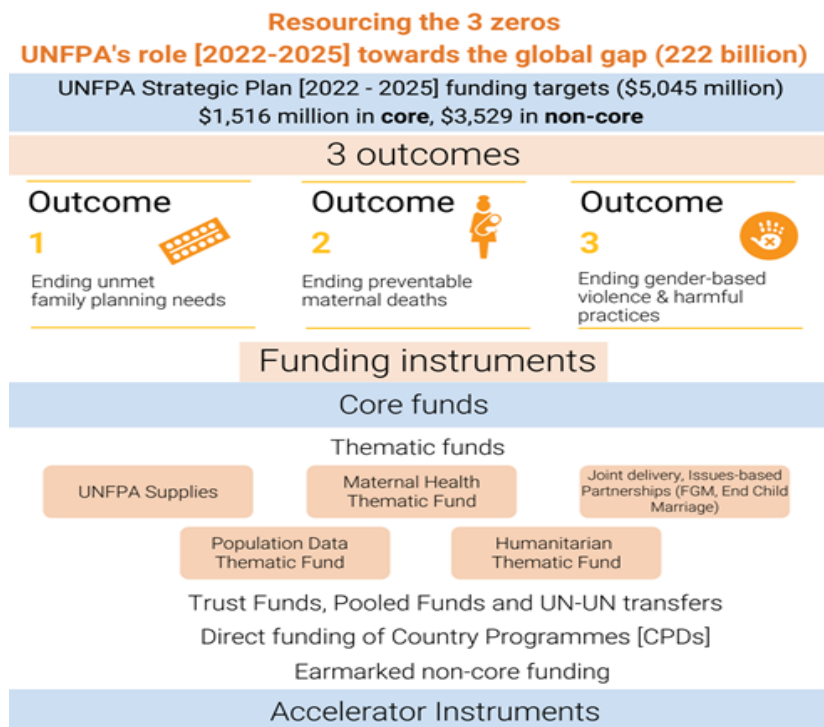 Resourcing the 3 zeros
UNFPA's role [2022-2025] towards the global gap (222 billion)
UNFPA Strategic Plan [2022 - 2025] funding targets ($5,045 million)
$1,516 million in core, $3,529 in non-core
3 outcomes
Outcome
1
Ending unmet
family planning needs
Outcome
2
Ending preventable
maternal deaths
Outcome
3
Ending gender-based
violence & harmful
practices
Funding instruments
Core funds
Thematic funds
UNFPA Supplies
Maternal Health
Thematic Fund
Joint delivery, Issues-based
Partnerships (FGM, End Child
Marriage)
Population Data
Thematic Fund
Humanitarian
Thematic Fund
Trust Funds, Pooled Funds and UN-UN transfers
Direct funding of Country Programmes [CPDs]
Earmarked non-core funding
Accelerator Instruments